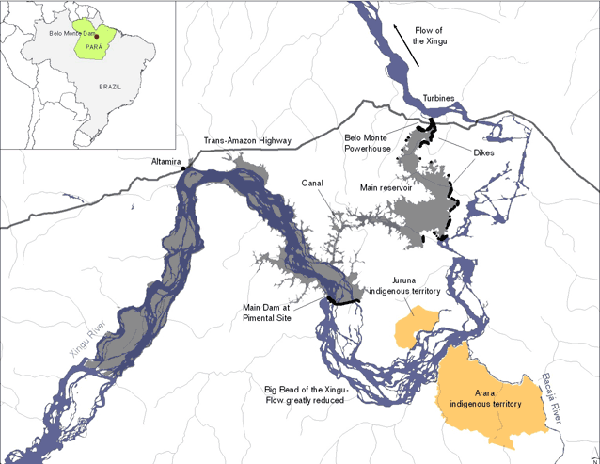 Belo Monte Dam
PARÁ
BRAZIL
Flow of
the Xingu
Turbines
Trans-Amazon Highway
Belo Monte
Powerhouse
Dikes
Altamira
Canal
Main reservoir
Juruna
indigenous territory
Main Dam at
Pimental Site
Xingu River
Big Bend of the Xingu-
Flow greatly reduced
Arara
indigenous territory
Bacajá River
N